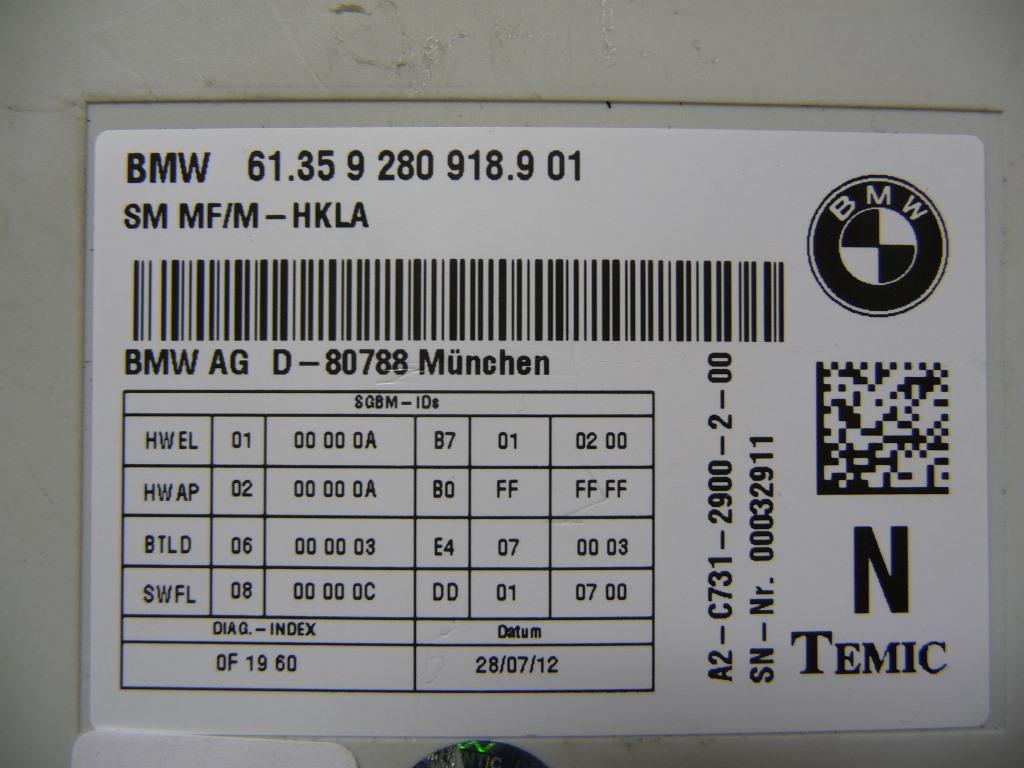 BMW 61.35 9 280 918.9 01
SM MF/M – HKLA
BMW
BMW AG D – 80788 München
SGBM – IDs
HWEL 01 00 00 0A B7 01 02 00
HWAP 02 00 00 0A B0 FF FF FF
BTLD 06 00 00 03 E4 07 00 03
SWFL 08 00 00 0C DD 01 07 00
DIAG. – INDEX Datum
0F 19 60 28/07/12
A2 – C731 – 2900 – 2 – 00
SN – Nr. 00032911
N
TEMIC